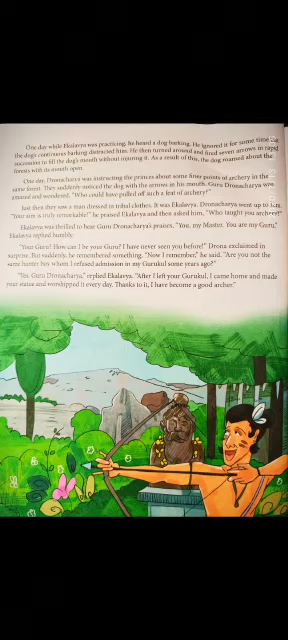 One day while Ekalavya was practicing, he heard a dog barking. He ignored it for some time
the dog's continuous barking distracted him. He then turned around and fired seven arrows in rapid
succession to fill the dog's mouth without injuring it. As a result of this, the dog roamed about the
forests with its mouth open.
One day, Dronacharya was instructing the princes about some finer points of archery in the
same forest. They suddenly noticed the dog with the arrows in his mouth. Guru Dronacharya was
amazed and wondered, "Who could have pulled off such a feat of archery?"
Just then they saw a man dressed in tribal clothes. It was Ekalavya. Dronacharya went up to him.
"Your aim is truly remarkable!" he praised Ekalavya and then asked him, "Who taught you archery?"
Ekalavya was thrilled to hear Guru Dronacharya's praises. "You, my Master. You are my Guru,"
Ekalavya replied humbly.
"Your Guru! How can I be your Guru? I have never seen you before!" Drona exclaimed in
surprise. But suddenly, he remembered something. "Now I remember," he said. "Are you not the
same hunter boy whom I refused admission in my Gurukul some years ago?"
"Yes, Guru Dronacharya," replied Ekalavya. "After I left your Gurukul, I came home and made
your statue and worshipped it every day. Thanks to it, I have become a good archer."